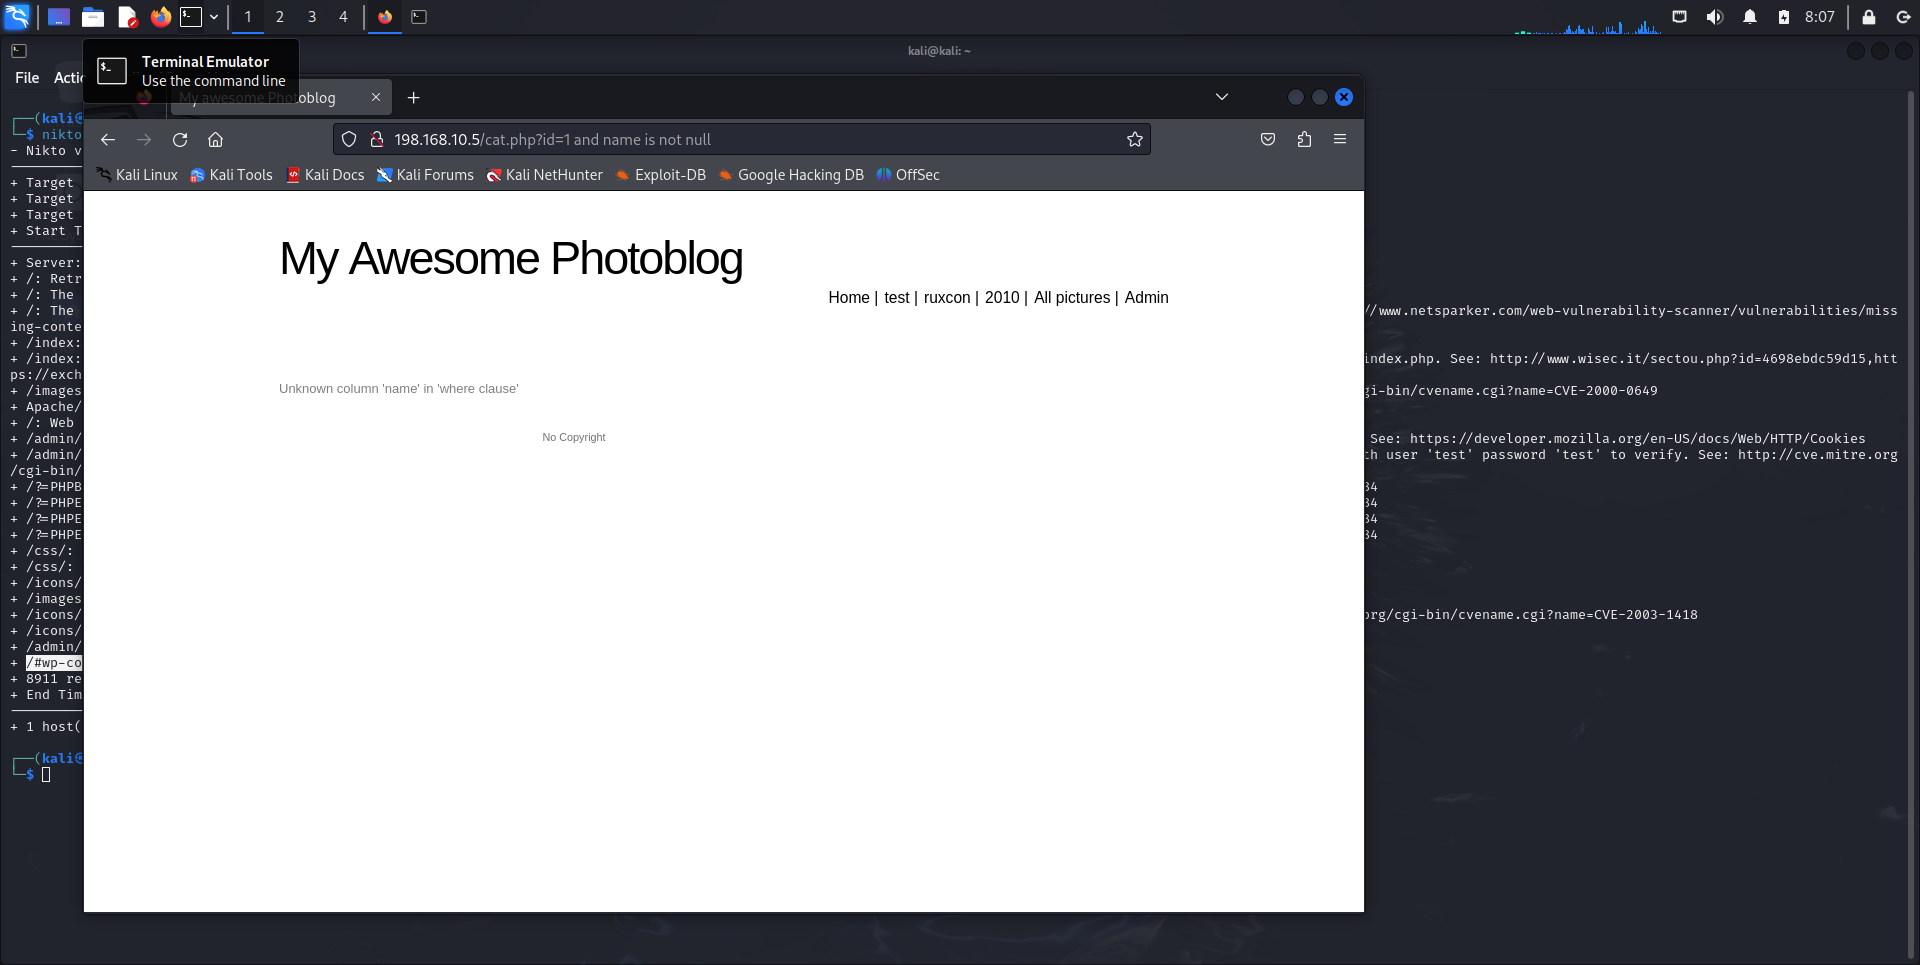 1 2 3 4 8:07
kali@kali: ~
File Actio
Terminal Emulator
Use the command line
My awesome Photoblog
198.168.10.5/cat.php?id=1 and name is not null
Kali Linux Kali Tools Kali Docs Kali Forums Kali NetHunter Exploit-DB Google Hacking DB OffSec
My Awesome Photoblog
Home | test | ruxcon | 2010 | All pictures | Admin
Unknown column 'name' in 'where clause'
No Copyright
┌──(kali㉿
└─$ nikto
- Nikto v
+ Target
+ Target
+ Target
+ Start T
+ Server:
+ /: Retr
+ /: The
+ /: The //www.netsparker.com/web-vulnerability-scanner/vulnerabilities/miss
ing-conte
+ /index:
+ /index: index.php. See: http://www.wisec.it/sectou.php?id=4698ebdc59d15,htt
ps://exch
+ /images gi-bin/cvename.cgi?name=CVE-2000-0649
+ Apache/
+ /: Web
+ /admin/ See: https://developer.mozilla.org/en-US/docs/Web/HTTP/Cookies
+ /admin/ th user 'test' password 'test' to verify. See: http://cve.mitre.org
/cgi-bin/
+ /?=PHPB 34
+ /?=PHPE 34
+ /?=PHPE 34
+ /?=PHPE 34
+ /css/:
+ /css/:
+ /icons/
+ /images
+ /icons/ org/cgi-bin/cvename.cgi?name=CVE-2003-1418
+ /icons/
+ /admin/
+ /#wp-co
+ 8911 re
+ End Tim
+ 1 host(
┌──(kali㉿
└─$